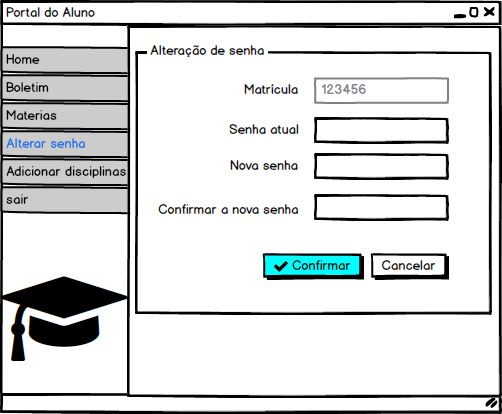 Portal do Aluno
Home
Boletim
Materias
Alterar senha
Adicionar disciplinas
sair
Alteração de senha
Matrícula 123456
Senha atual
Nova senha
Confirmar a nova senha
Confirmar Cancelar